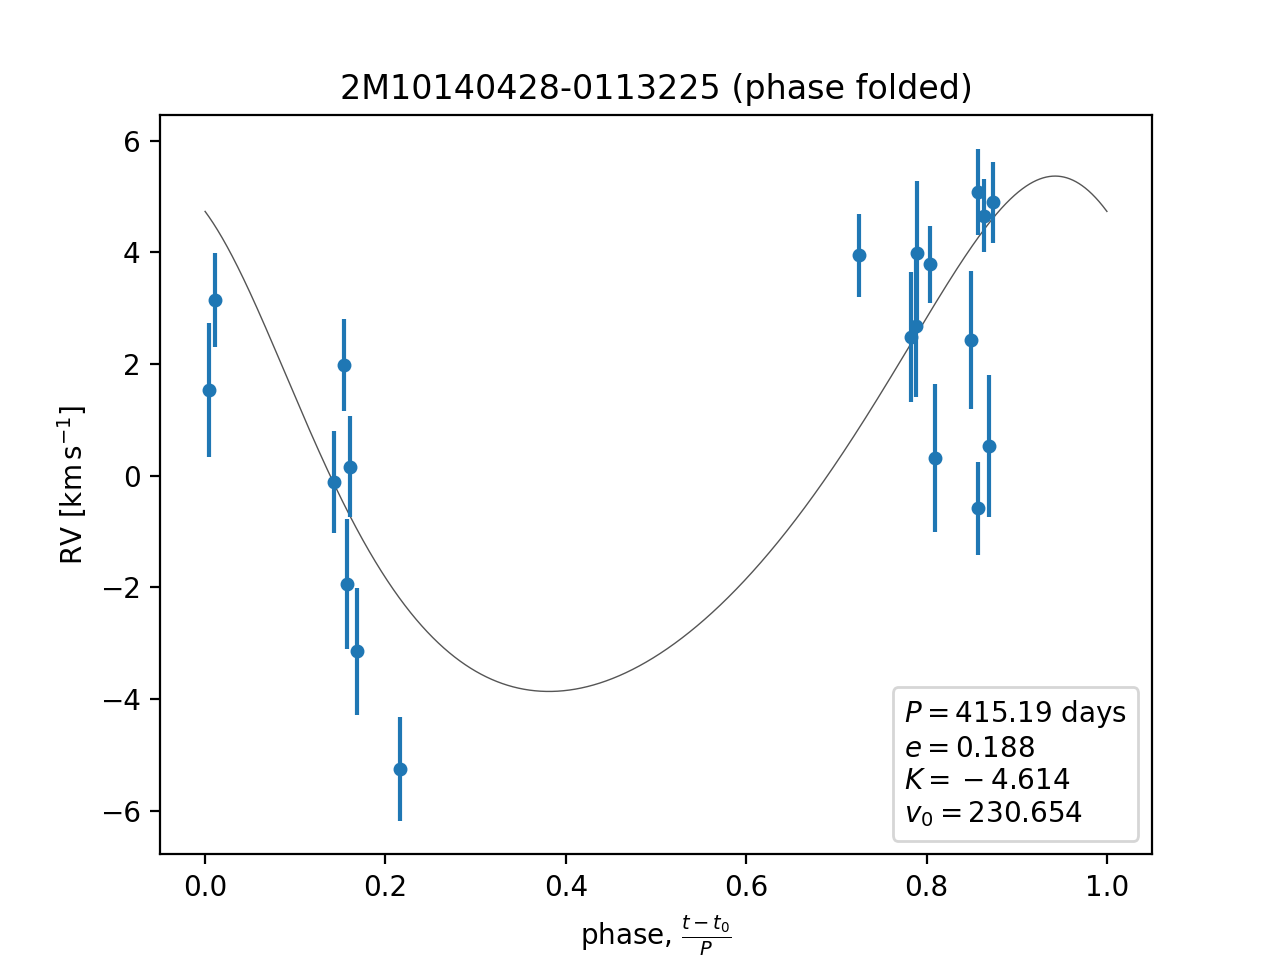 2M10140428-0113225 (phase folded)
RV [km s⁻¹]
6
4
2
0
−2
−4
−6
P = 415.19 days
e = 0.188
K = −4.614
v₀ = 230.654
0.0 0.2 0.4 0.6 0.8 1.0
phase, (t − t₀)/P